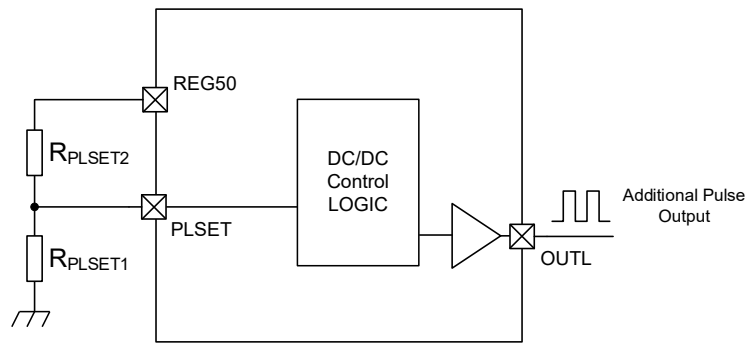 REG50
RPLSET2
DC/DC
Control
LOGIC
Additional Pulse
Output
PLSET
RPLSET1
OUTL